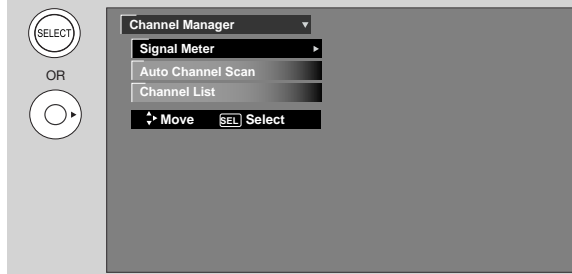 SELECT
OR
Channel Manager
Signal Meter
Auto Channel Scan
Channel List
Move SEL Select